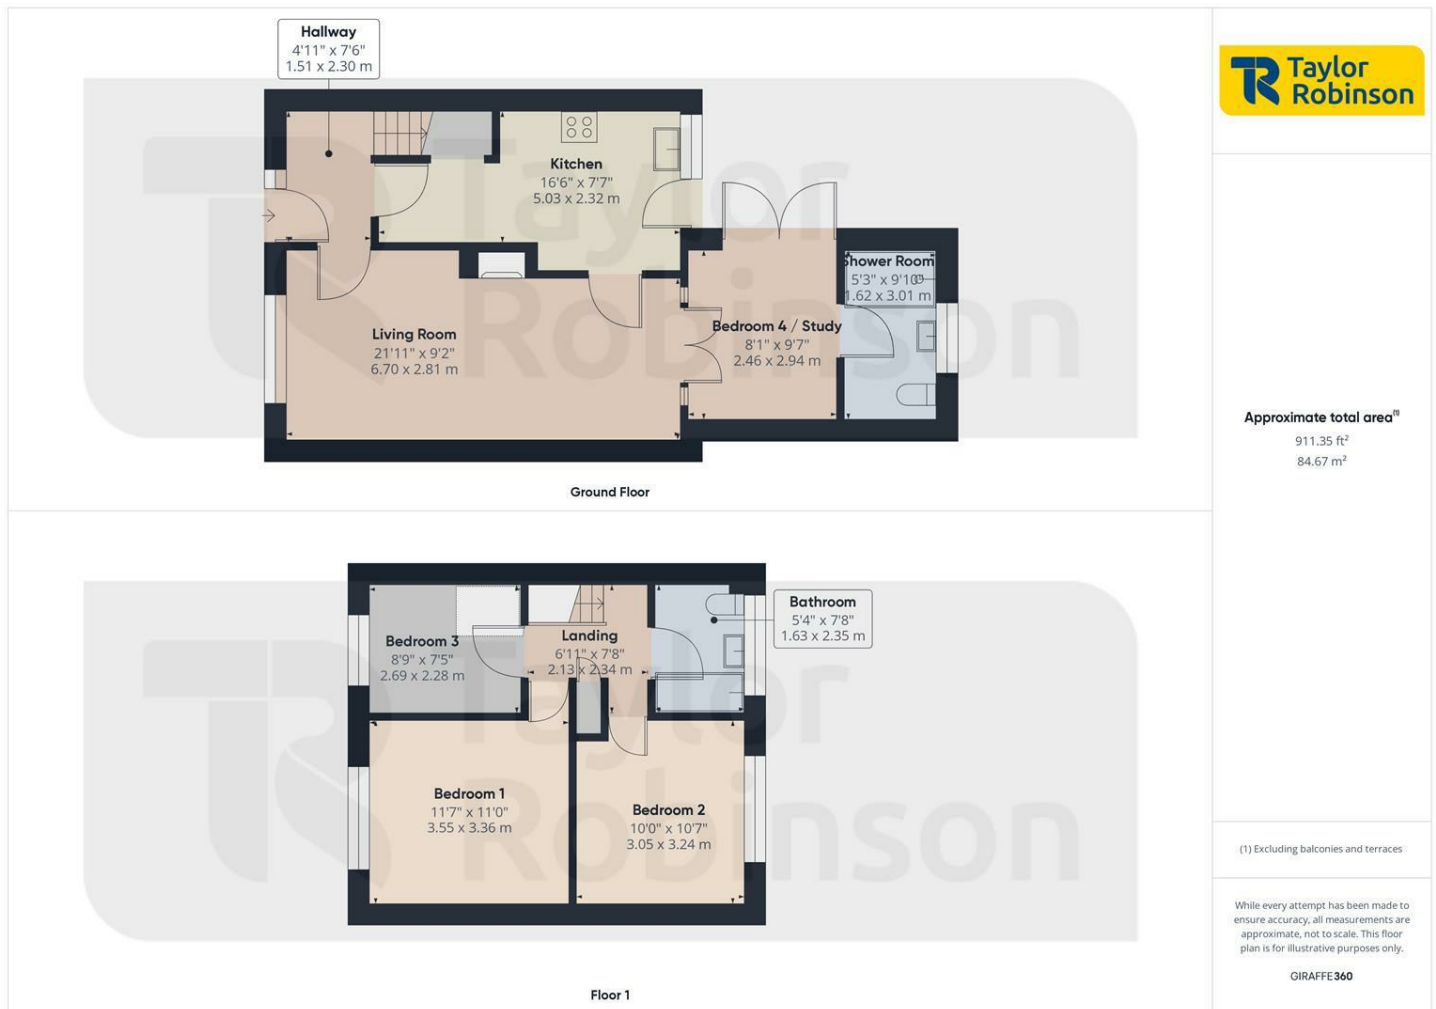 Hallway
4'11" x 7'6"
1.51 x 2.30 m
Kitchen
16'6" x 7'7"
5.03 x 2.32 m
Shower Room
5'3" x 9'10"
1.62 x 3.01 m
Living Room
21'11" x 9'2"
6.70 x 2.81 m
Bedroom 4 / Study
8'1" x 9'7"
2.46 x 2.94 m
Taylor
Robinson
Ground Floor
Bathroom
5'4" x 7'8"
1.63 x 2.35 m
Bedroom 3
8'9" x 7'5"
2.69 x 2.28 m
Landing
6'11" x 7'8"
2.13 x 2.34 m
Bedroom 1
11'7" x 11'0"
3.55 x 3.36 m
Bedroom 2
10'0" x 10'7"
3.05 x 3.24 m
Taylor
Robinson
Floor 1
Taylor
Robinson
Approximate total area(1)
911.35 ft²
84.67 m²
(1) Excluding balconies and terraces
While every attempt has been made to
ensure accuracy, all measurements are
approximate, not to scale. This floor
plan is for illustrative purposes only.
GIRAFFE360